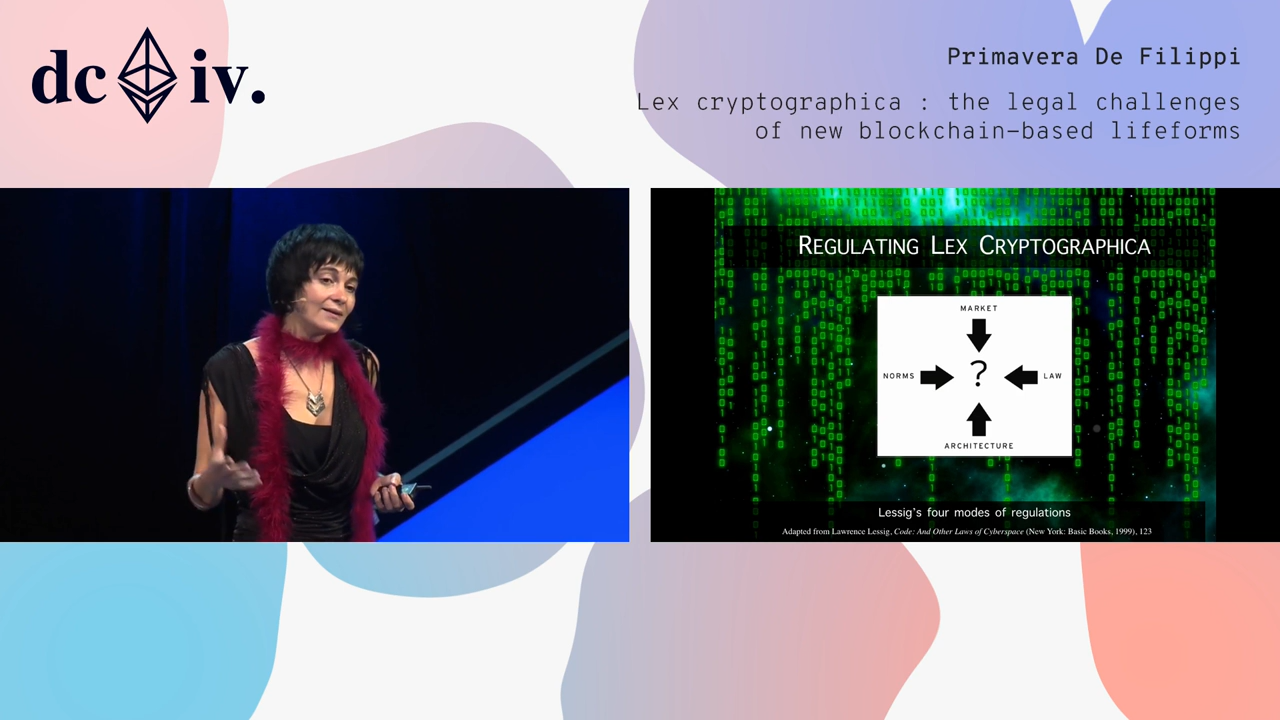 dc iv.
Primavera De Filippi
Lex cryptographica : the legal challenges
of new blockchain-based lifeforms
REGULATING LEX CRYPTOGRAPHICA
MARKET
NORMS ? LAW
ARCHITECTURE
Lessig's four modes of regulations
Adapted from Lawrence Lessig, Code: And Other Laws of Cyberspace (New York: Basic Books, 1999), 123